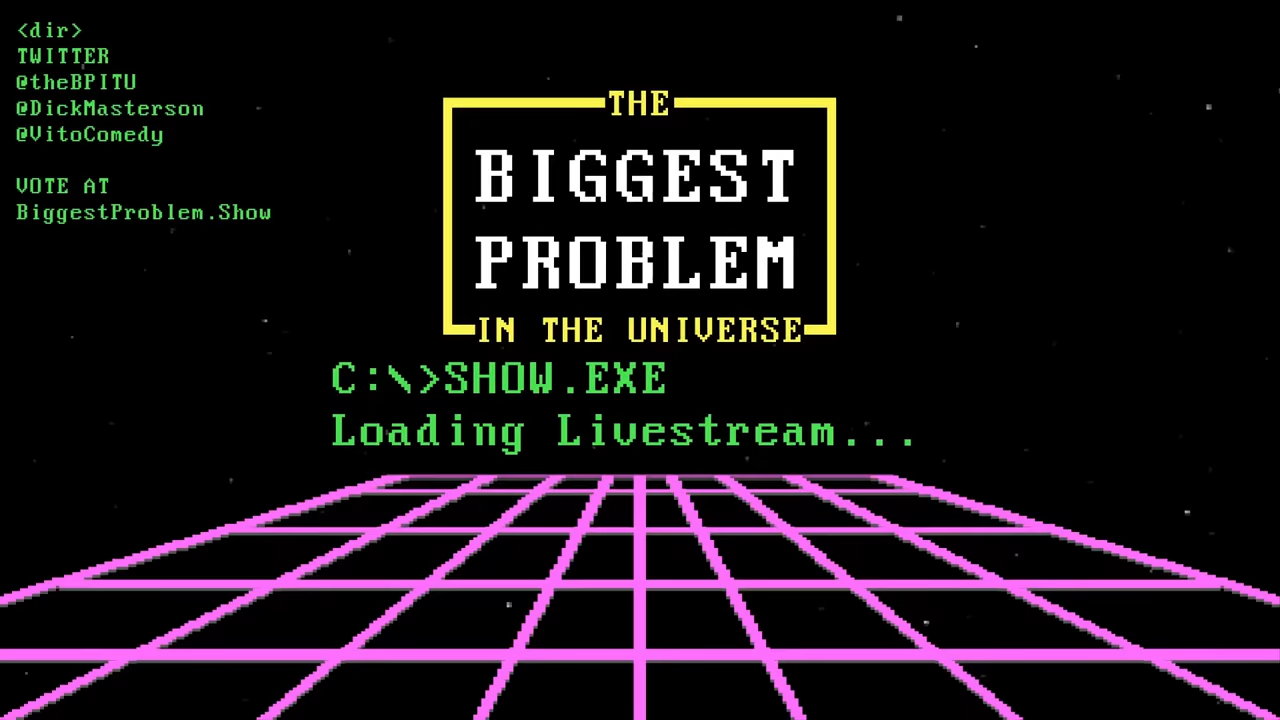 <dir>
TWITTER
@theBPITU
@DickMasterson
@VitoComedy
VOTE AT
BiggestProblem.Show
THE
BIGGEST
PROBLEM
IN THE UNIVERSE
C:\>SHOW.EXE
Loading Livestream...